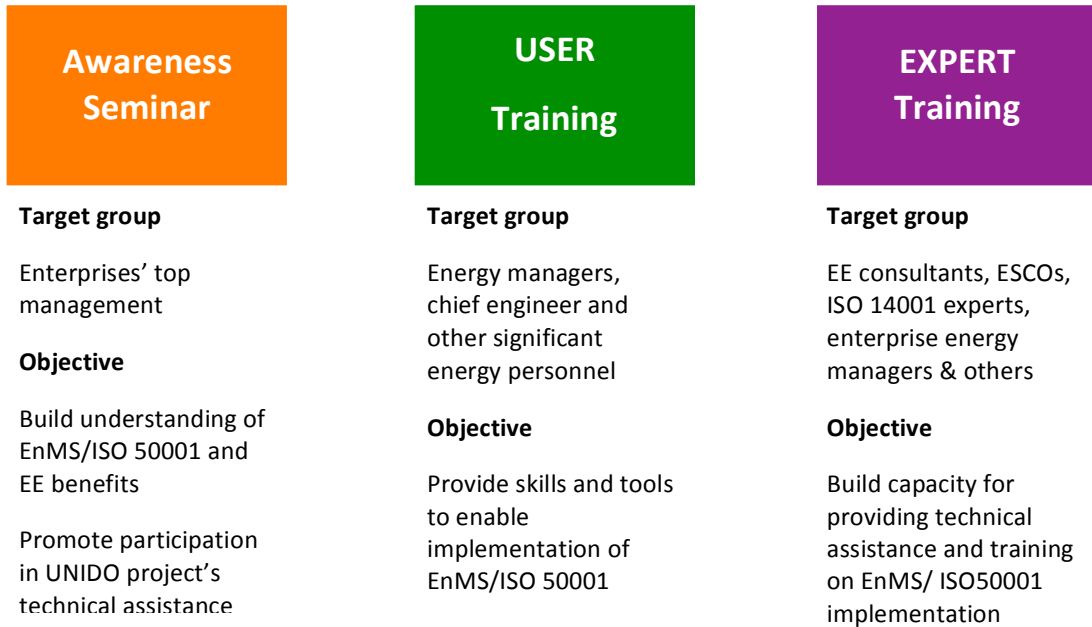 Awareness
Seminar
Target group
Enterprises’ top
management
Objective
Build understanding of
EnMS/ISO 50001 and
EE benefits
Promote participation
in UNIDO project’s
technical assistance
USER
Training
Target group
Energy managers,
chief engineer and
other significant
energy personnel
Objective
Provide skills and tools
to enable
implementation of
EnMS/ISO 50001
EXPERT
Training
Target group
EE consultants, ESCOs,
ISO 14001 experts,
enterprise energy
managers & others
Objective
Build capacity for
providing technical
assistance and training
on EnMS/ ISO50001
implementation